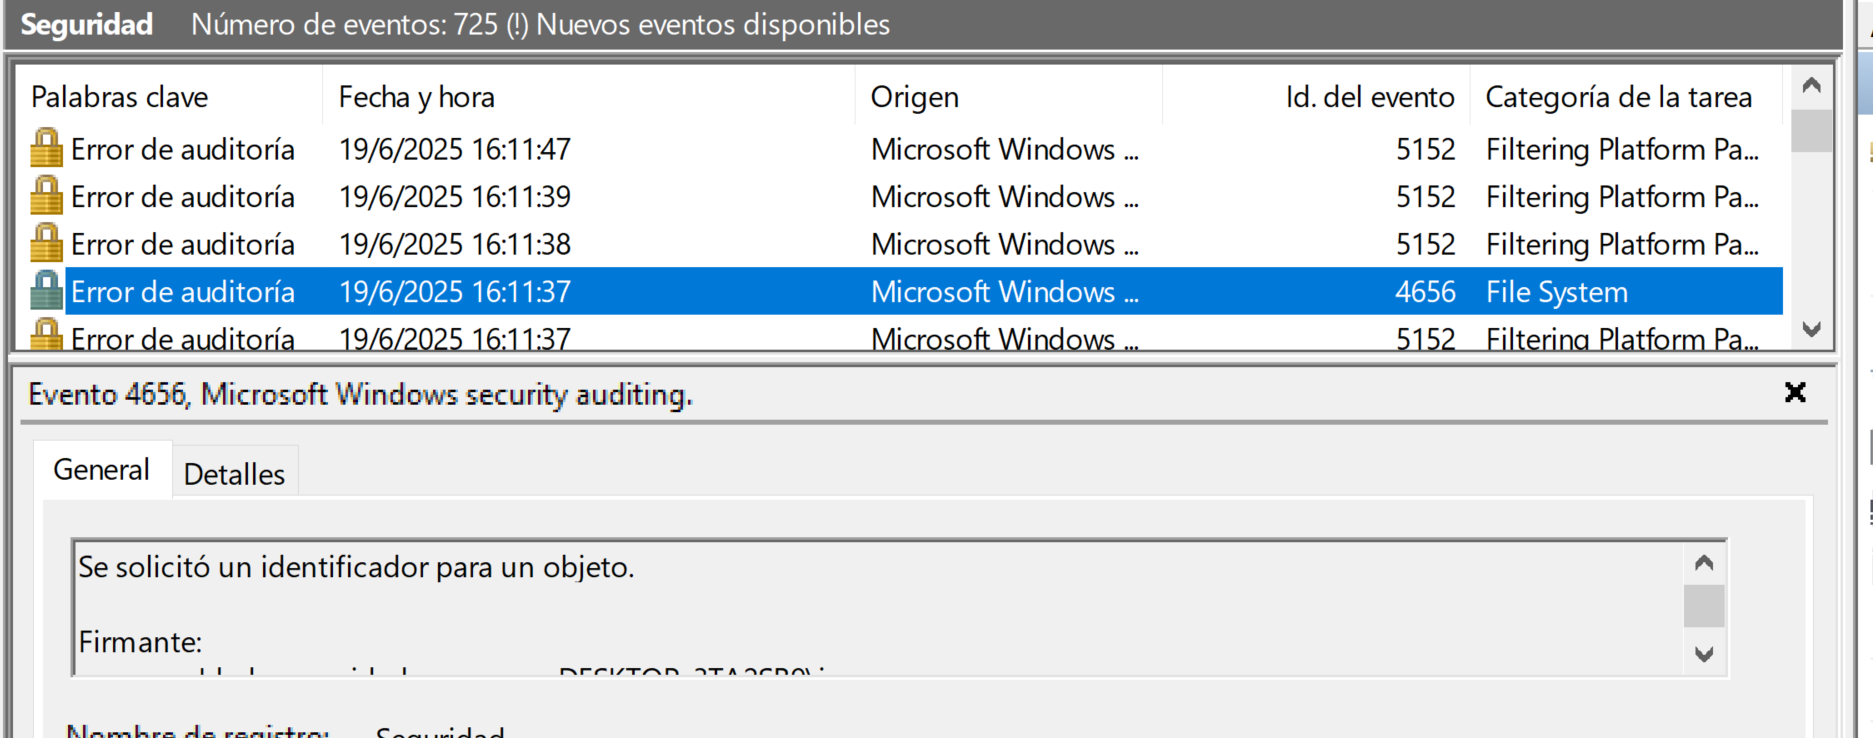 Seguridad Número de eventos: 725 (!) Nuevos eventos disponibles
Palabras clave Fecha y hora Origen Id. del evento Categoría de la tarea
Error de auditoría 19/6/2025 16:11:47 Microsoft Windows ... 5152 Filtering Platform Pa...
Error de auditoría 19/6/2025 16:11:39 Microsoft Windows ... 5152 Filtering Platform Pa...
Error de auditoría 19/6/2025 16:11:38 Microsoft Windows ... 5152 Filtering Platform Pa...
Error de auditoría 19/6/2025 16:11:37 Microsoft Windows ... 4656 File System
Error de auditoría 19/6/2025 16:11:37 Microsoft Windows ... 5152 Filtering Platform Pa...
Evento 4656, Microsoft Windows security auditing.
General Detalles
Se solicitó un identificador para un objeto.
Firmante:
Nombre de registro: Seguridad